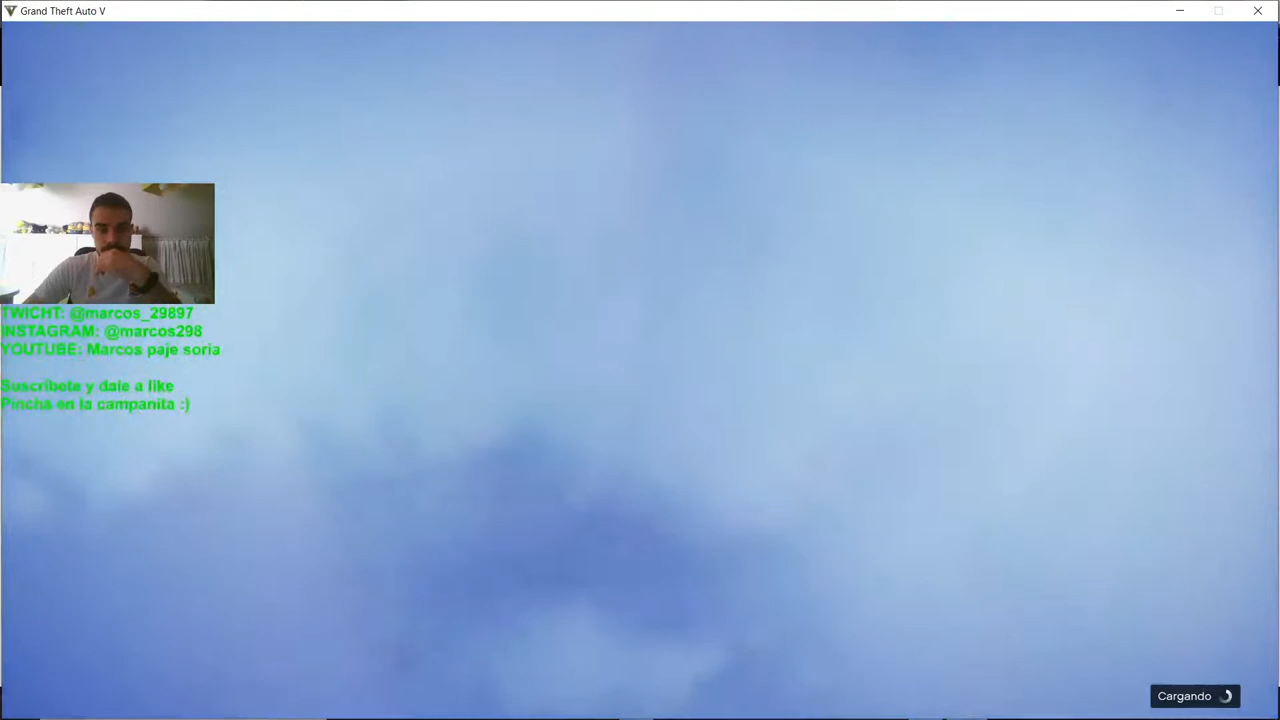 Grand Theft Auto V
TWICHT: @marcos_29897
INSTAGRAM: @marcos298
YOUTUBE: Marcos paje soria
Suscribete y dale a like
Pincha en la campanita :)
Cargando